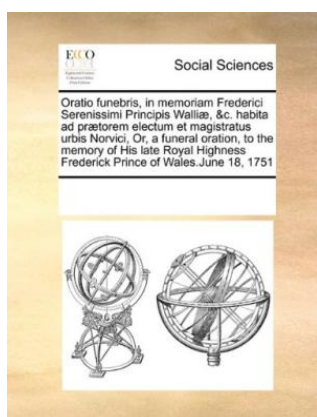 ECCO
Social Sciences
Oratio funebris, in memoriam Frederici
Serenissimi Principis Walliæ, &c. habita
ad prætorem electum et magistratus
urbis Norvici, Or, a funeral oration, to the
memory of His late Royal Highness
Frederick Prince of Wales.June 18, 1751